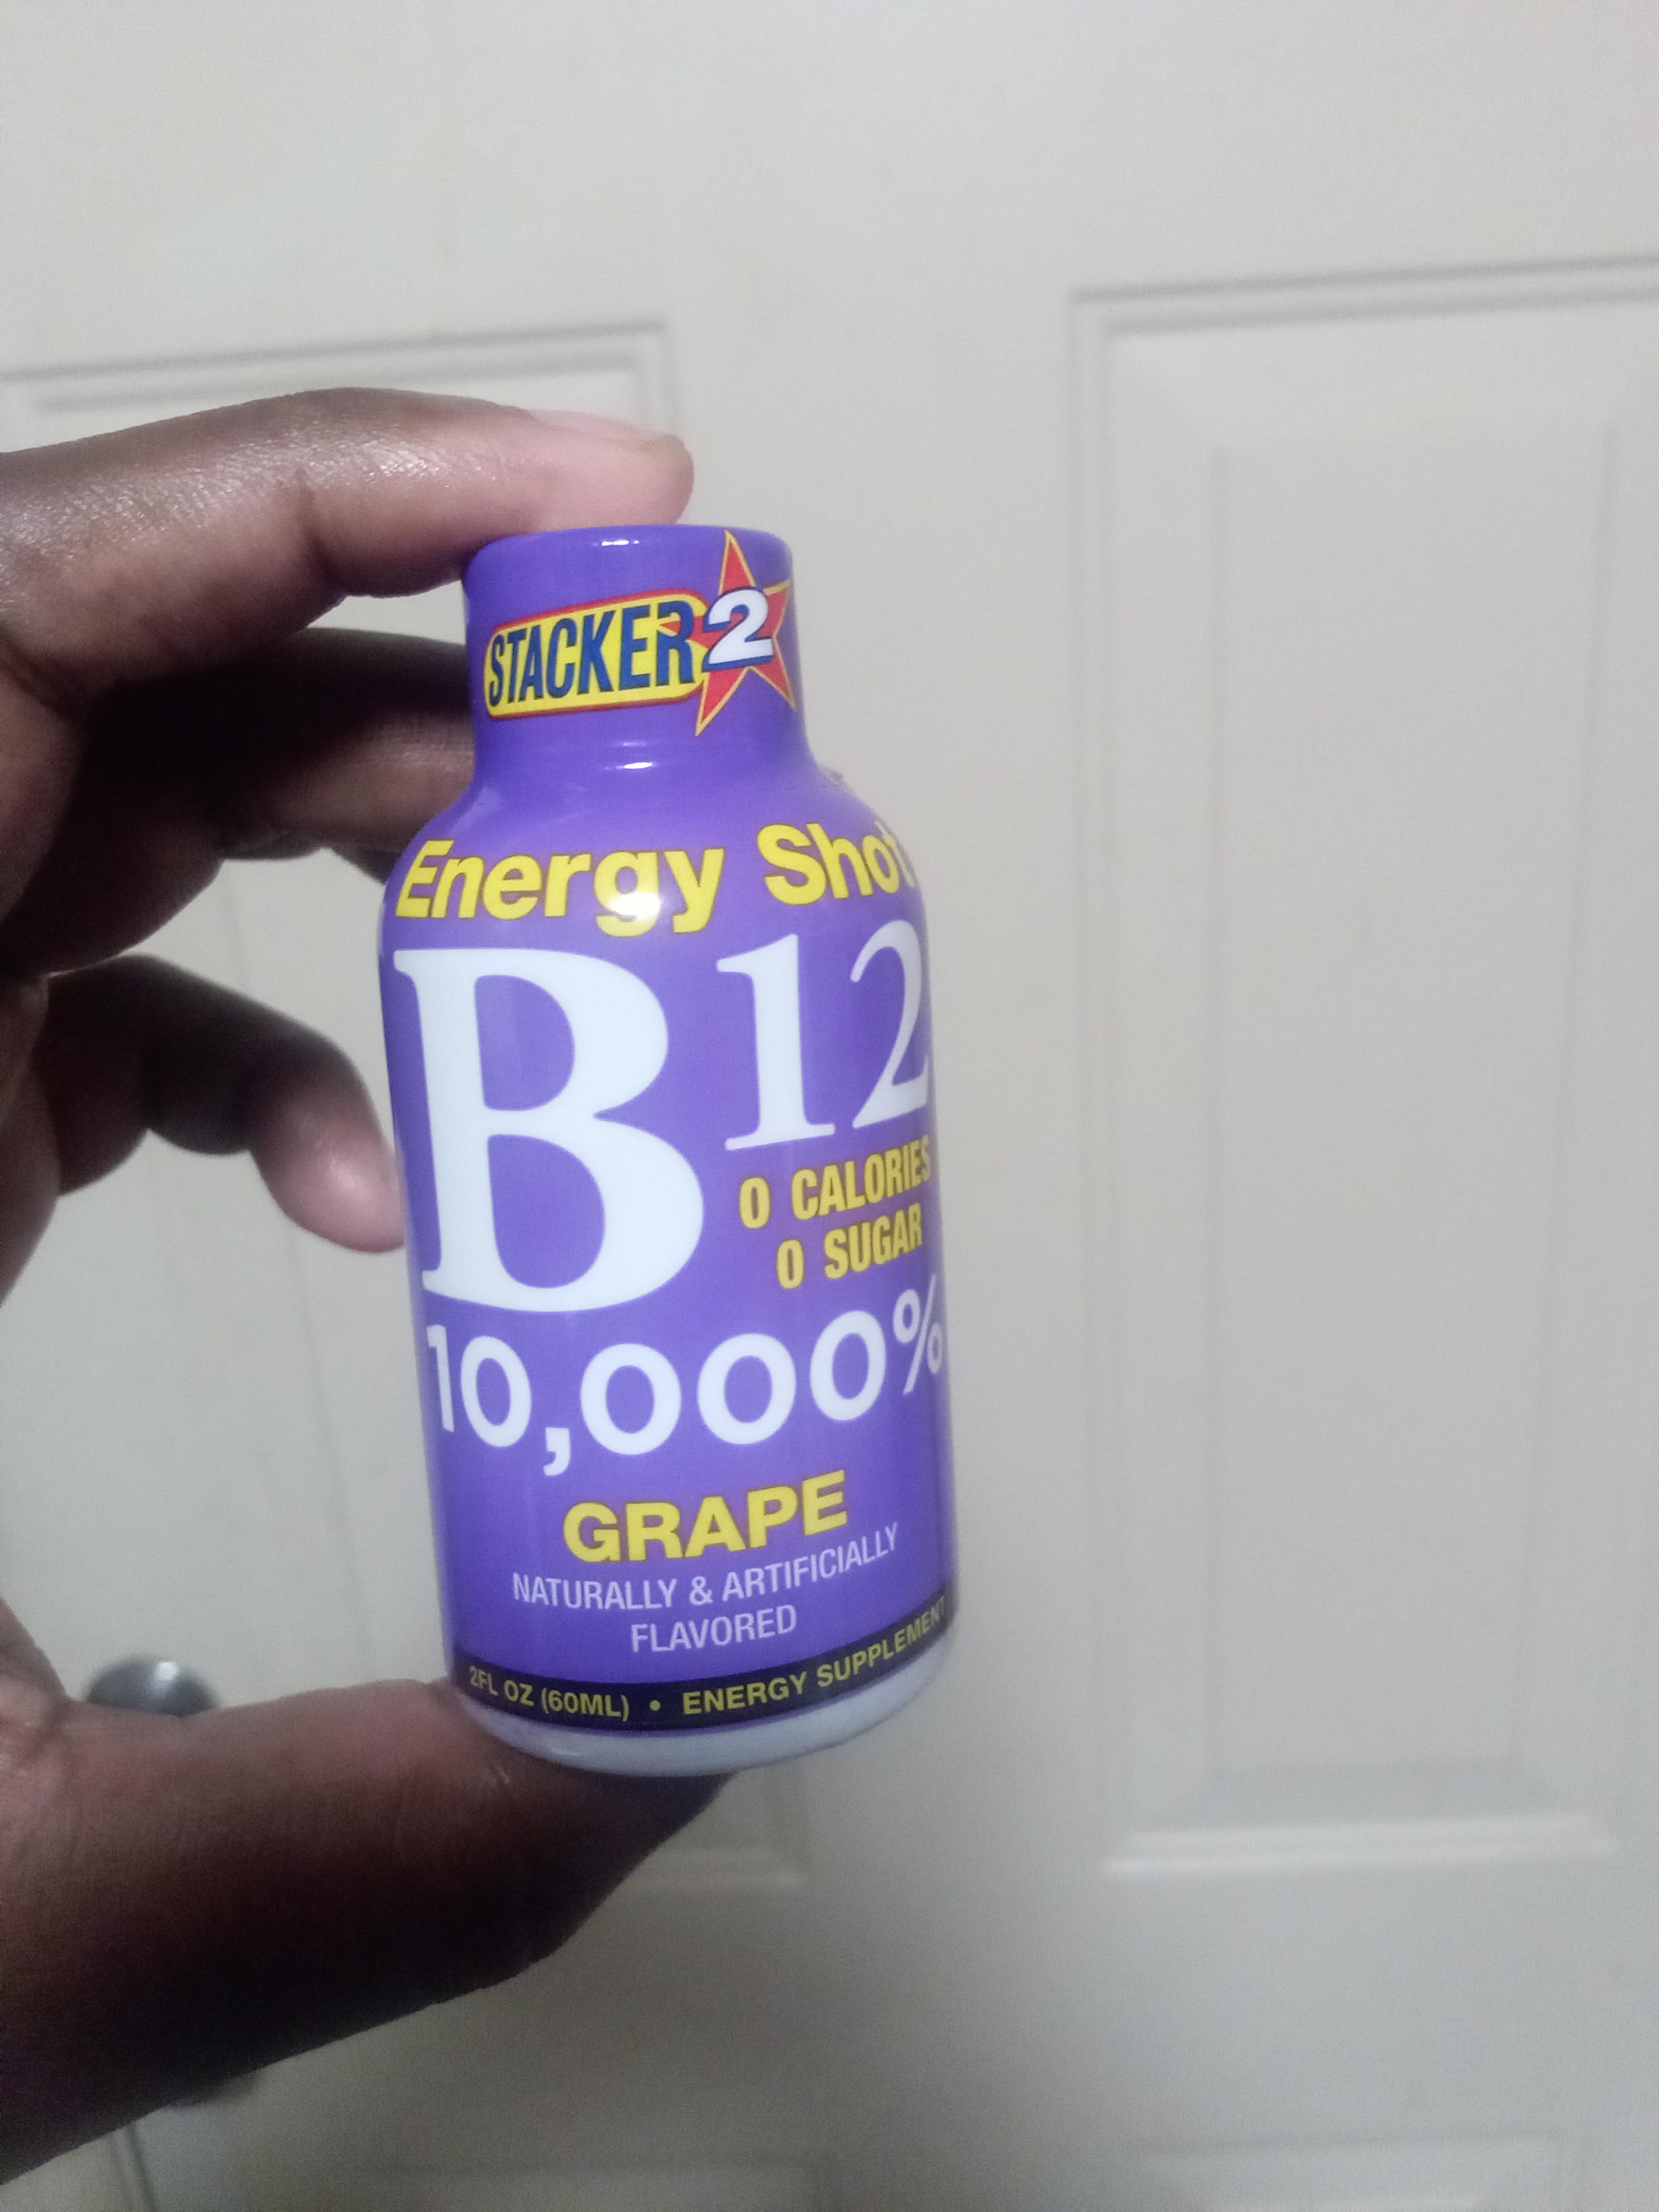 STACKER 2
Energy Shot
B12
0 CALORIES
0 SUGAR
10,000%
GRAPE
NATURALLY & ARTIFICIALLY
FLAVORED
2FL OZ (60ML) • ENERGY SUPPLEMENT